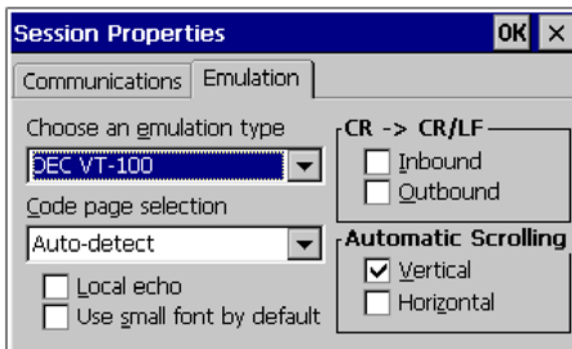 Session Properties OK ×
Communications Emulation
Choose an emulation type
DEC VT-100
Code page selection
Auto-detect
Local echo
Use small font by default
CR -> CR/LF
Inbound
Outbound
Automatic Scrolling
Vertical
Horizontal